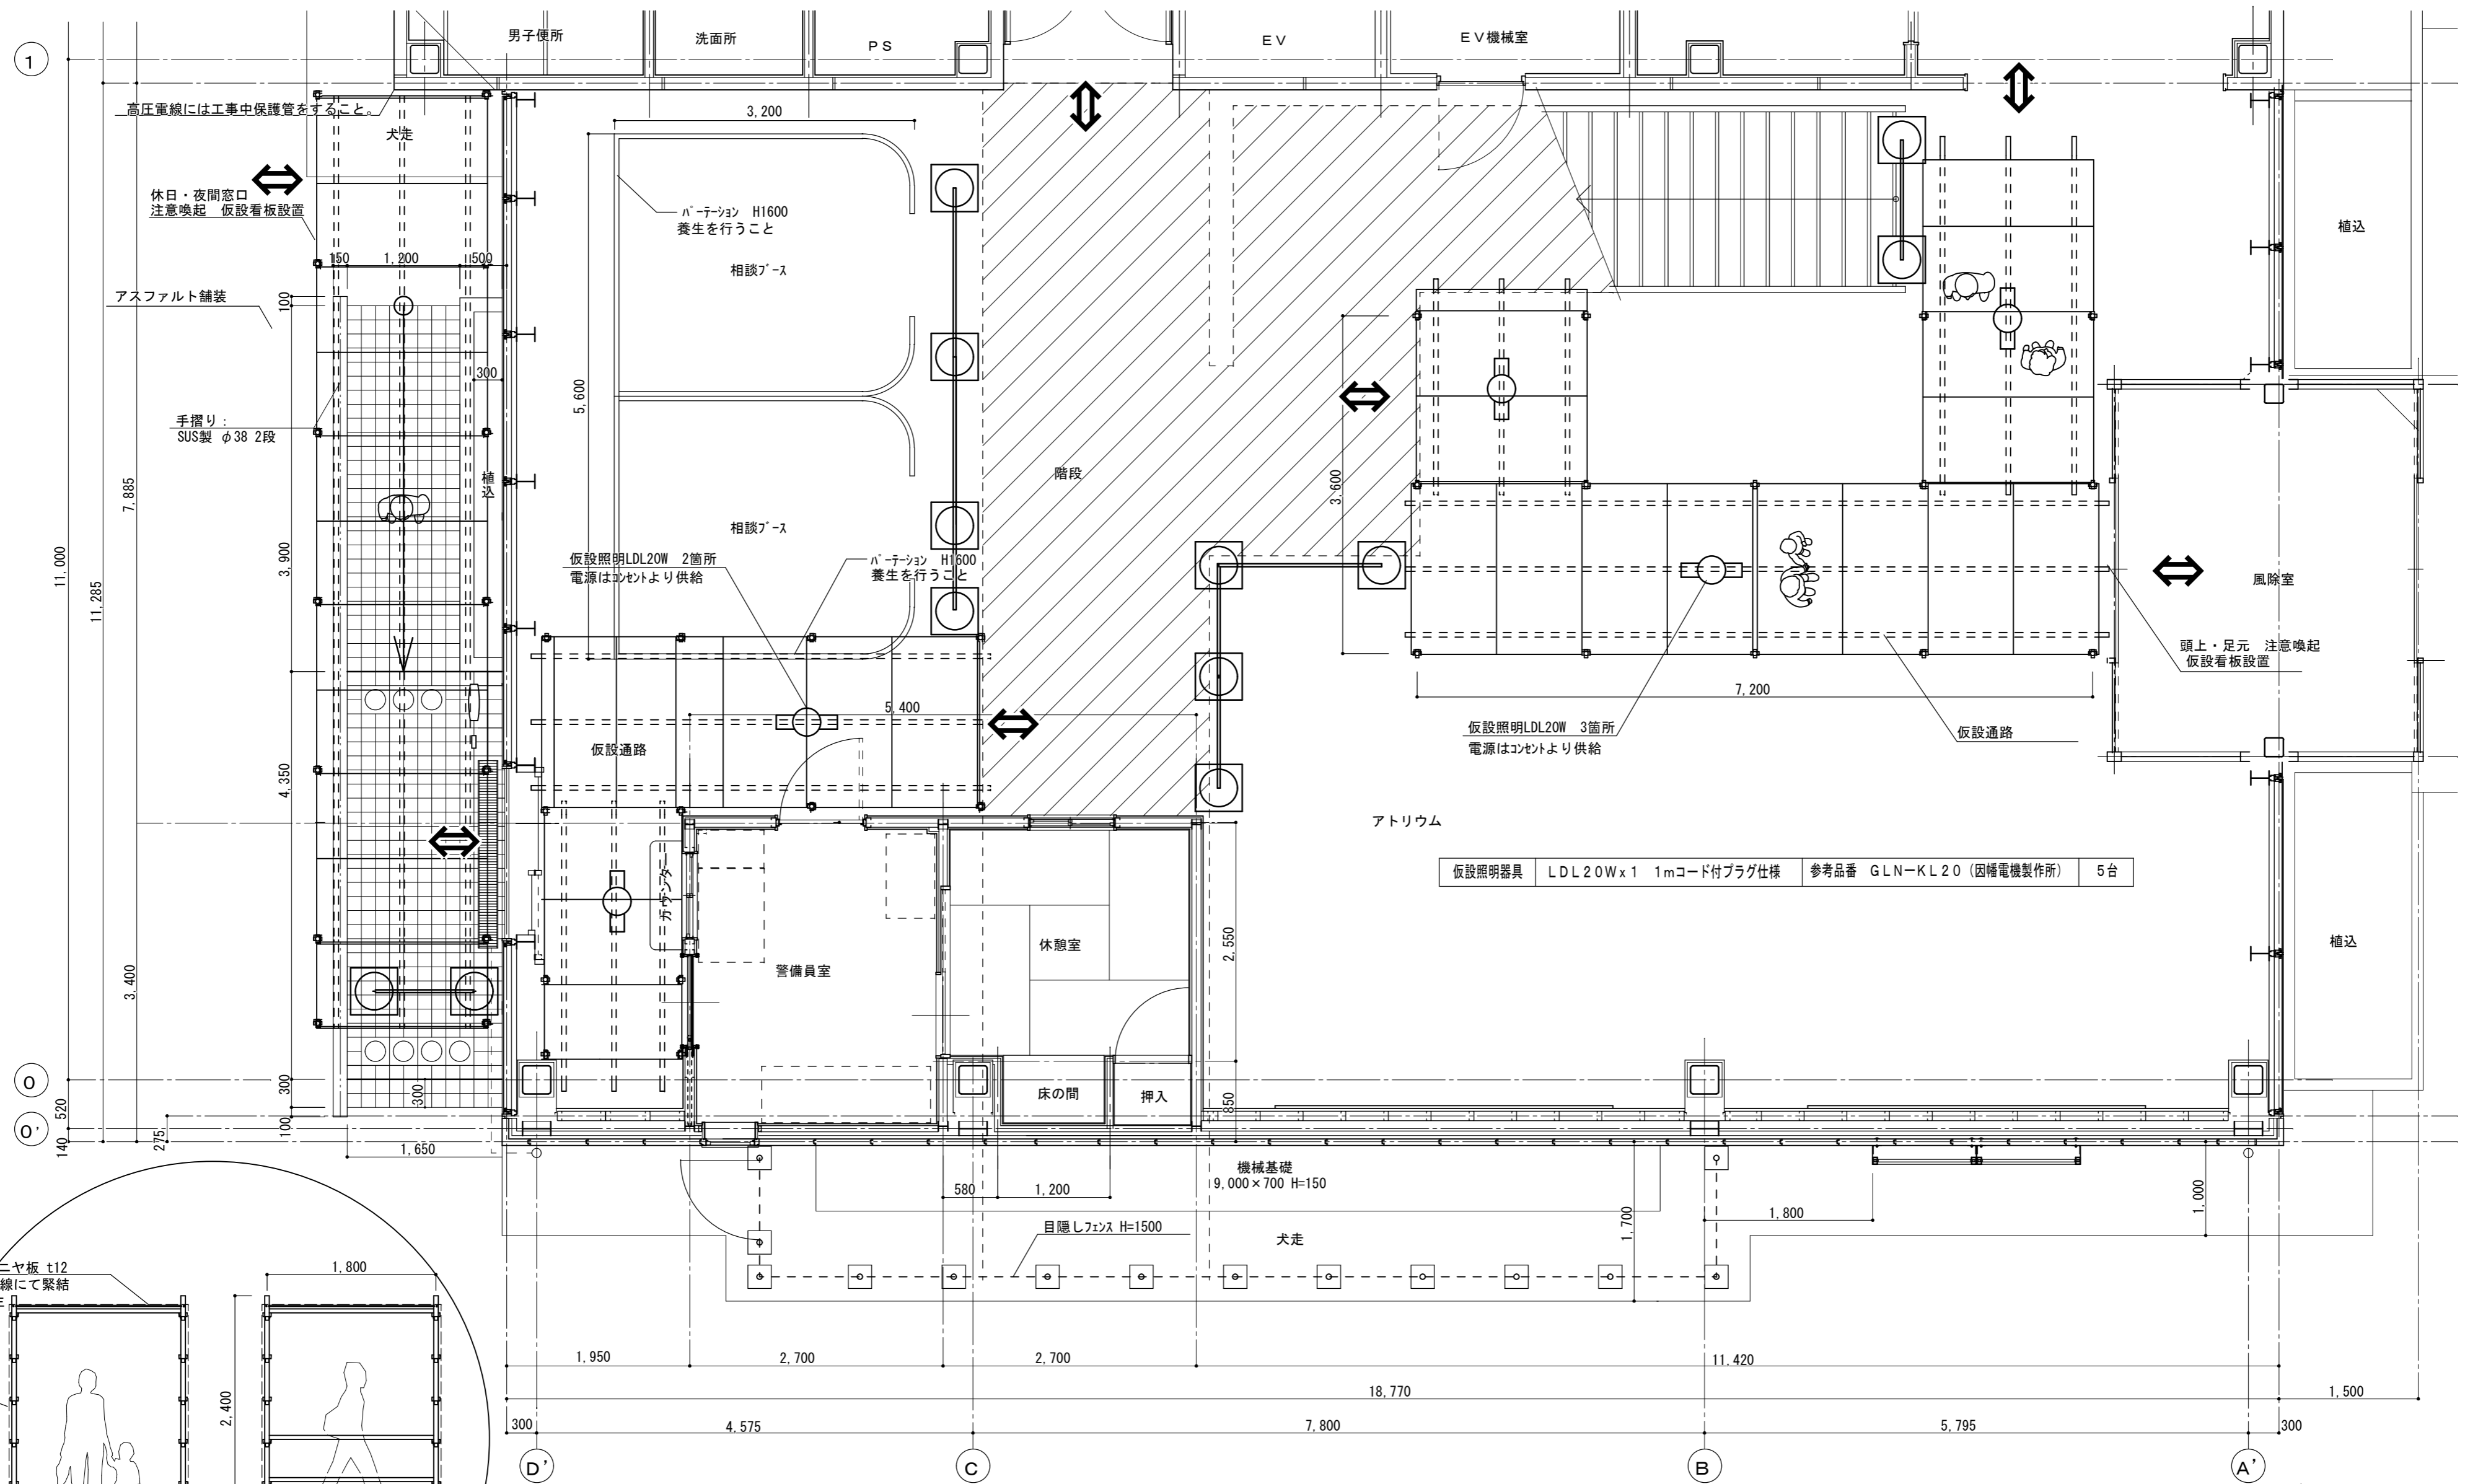 男子便所
洗面所
ＰＳ
ＥＶ
ＥＶ機械室
1
高圧電線には工事中保護管をすること。
犬走
3,200
休日・夜間窓口
注意喚起 仮設看板設置
ﾊﾟｰﾃｰｼｮﾝ H1600
養生を行うこと
相談ﾌﾞｰｽ
植込
150
1,200
500
アスファルト舗装
100
300
5,600
手摺り：
SUS製 φ38 2段
植込
7,885
11,000
11,285
3,900
階段
3,600
相談ﾌﾞｰｽ
仮設照明LDL20W 2箇所
電源はｺﾝｾﾝﾄより供給
ﾊﾟｰﾃｰｼｮﾝ H1600
養生を行うこと
風除室
頭上・足元 注意喚起
仮設看板設置
7,200
5,400
仮設通路
仮設照明LDL20W 3箇所
電源はｺﾝｾﾝﾄより供給
仮設通路
4,350
アトリウム
カウンター
仮設照明器具
ＬＤＬ２０Ｗｘ１ １ｍコード付プラグ仕様
参考品番 ＧＬＮーＫＬ２０（因幡電機製作所）
５台
休憩室
2,550
植込
警備員室
3,400
0
300
300
床の間
押入
850
520
0'
140
275
100
1,650
機械基礎
9,000×700 H=150
580
1,200
1,700
1,800
1,000
目隠しﾌｪﾝｽ H=1500
犬走
ニヤ板 t12
線にて緊結
1,800
2,400
1,950
2,700
2,700
11,420
18,770
1,500
300
4,575
7,800
5,795
300
D'
C
B
A'